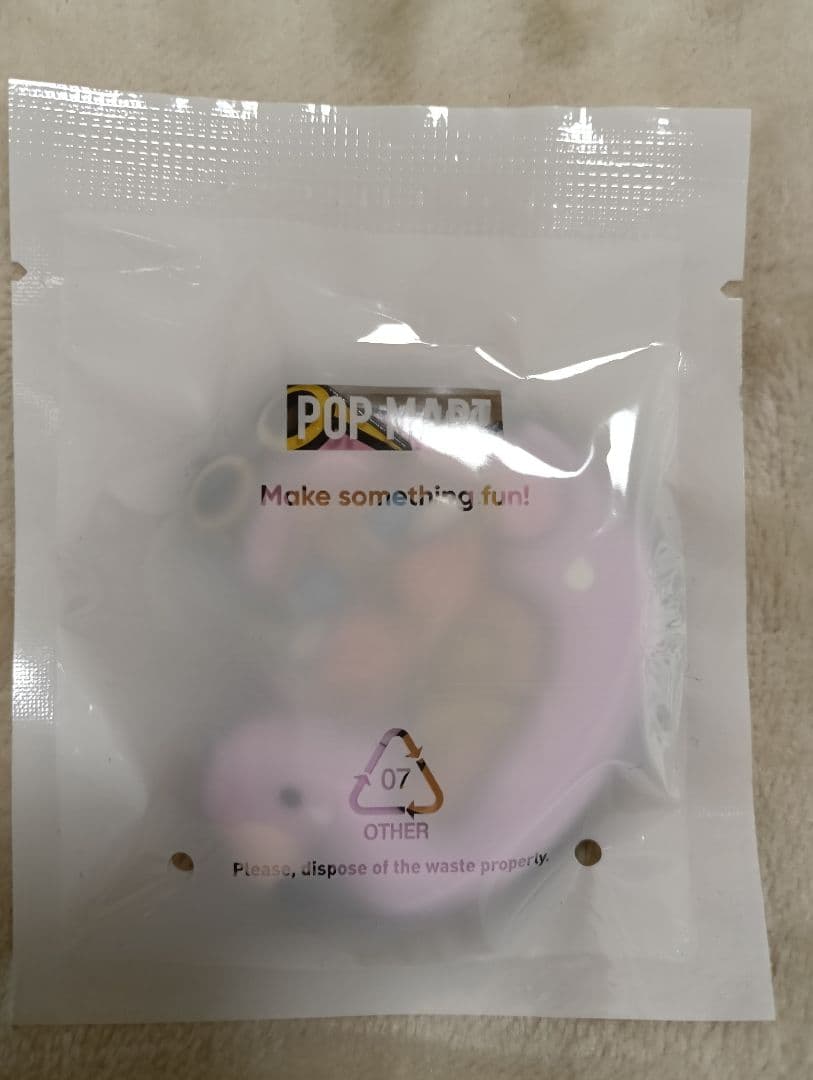 POP MART
Make something fun!
07
OTHER
Please, dispose of the waste properly.